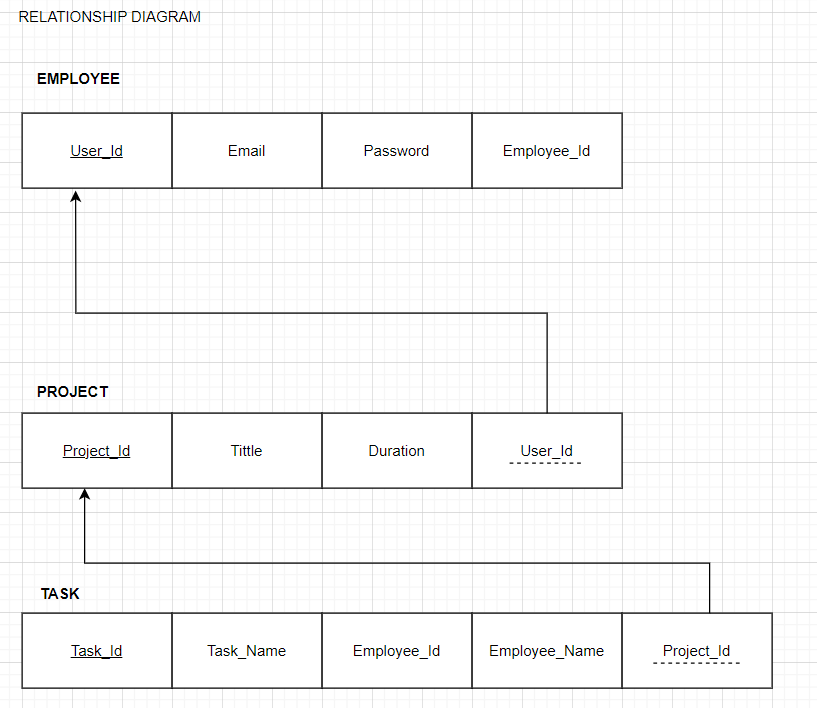 RELATIONSHIP DIAGRAM
EMPLOYEE
User_Id Email Password Employee_Id
PROJECT
Project_Id Tittle Duration User_Id
TASK
Task_Id Task_Name Employee_Id Employee_Name Project_Id